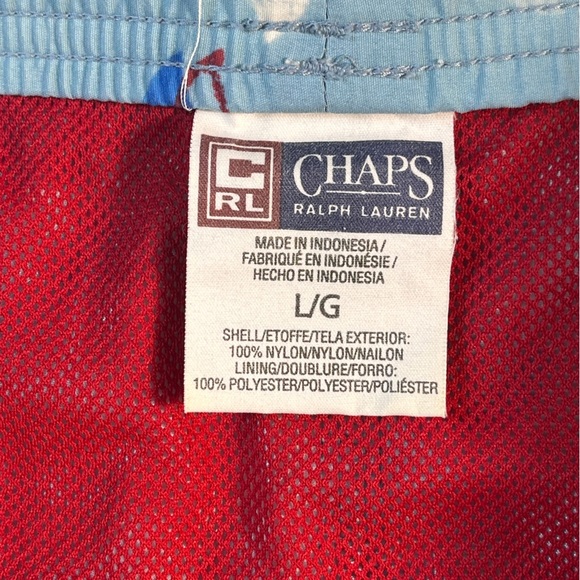 C
RL
CHAPS
RALPH LAUREN
MADE IN INDONESIA/
FABRIQUÉ EN INDONÉSIE/
HECHO EN INDONESIA
L/G
SHELL/ETOFFE/TELA EXTERIOR:
100% NYLON/NYLON/NAILON
LINING/DOUBLURE/FORRO:
100% POLYESTER/POLYESTER/POLIÉSTER